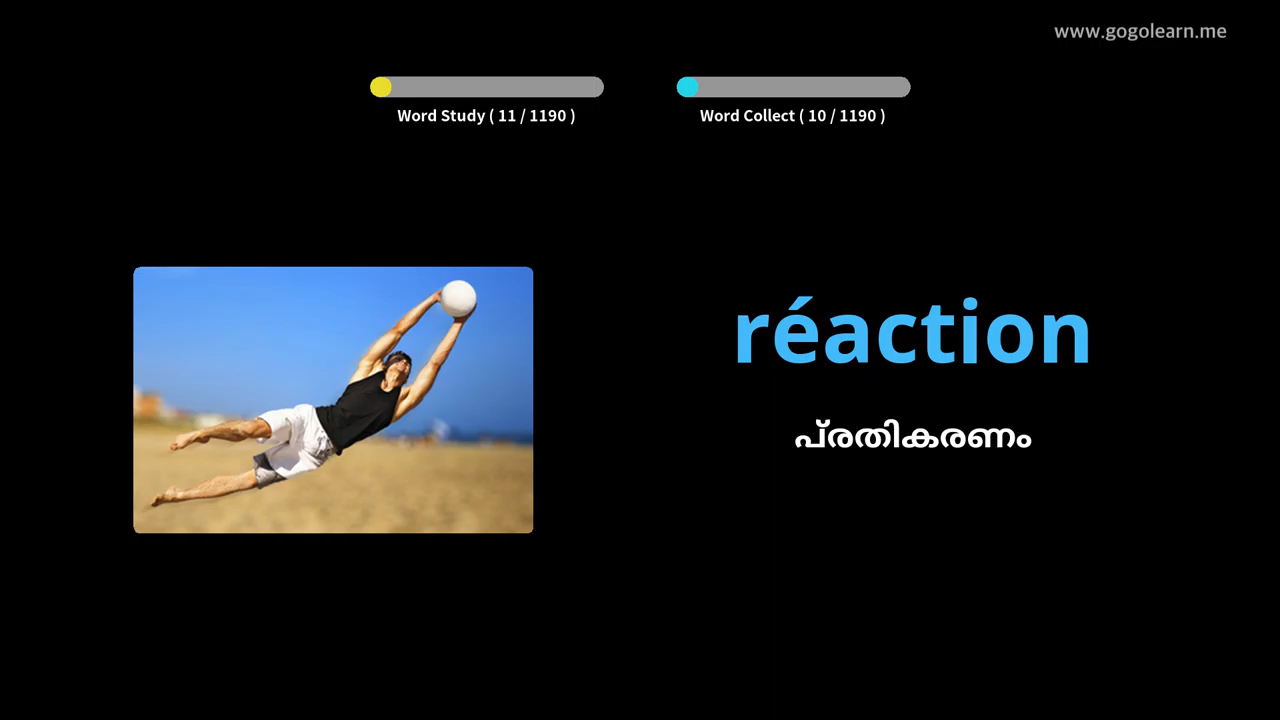 www.gogolearn.me
Word Study ( 11 / 1190 )
Word Collect ( 10 / 1190 )
réaction
പ്രതികരണം